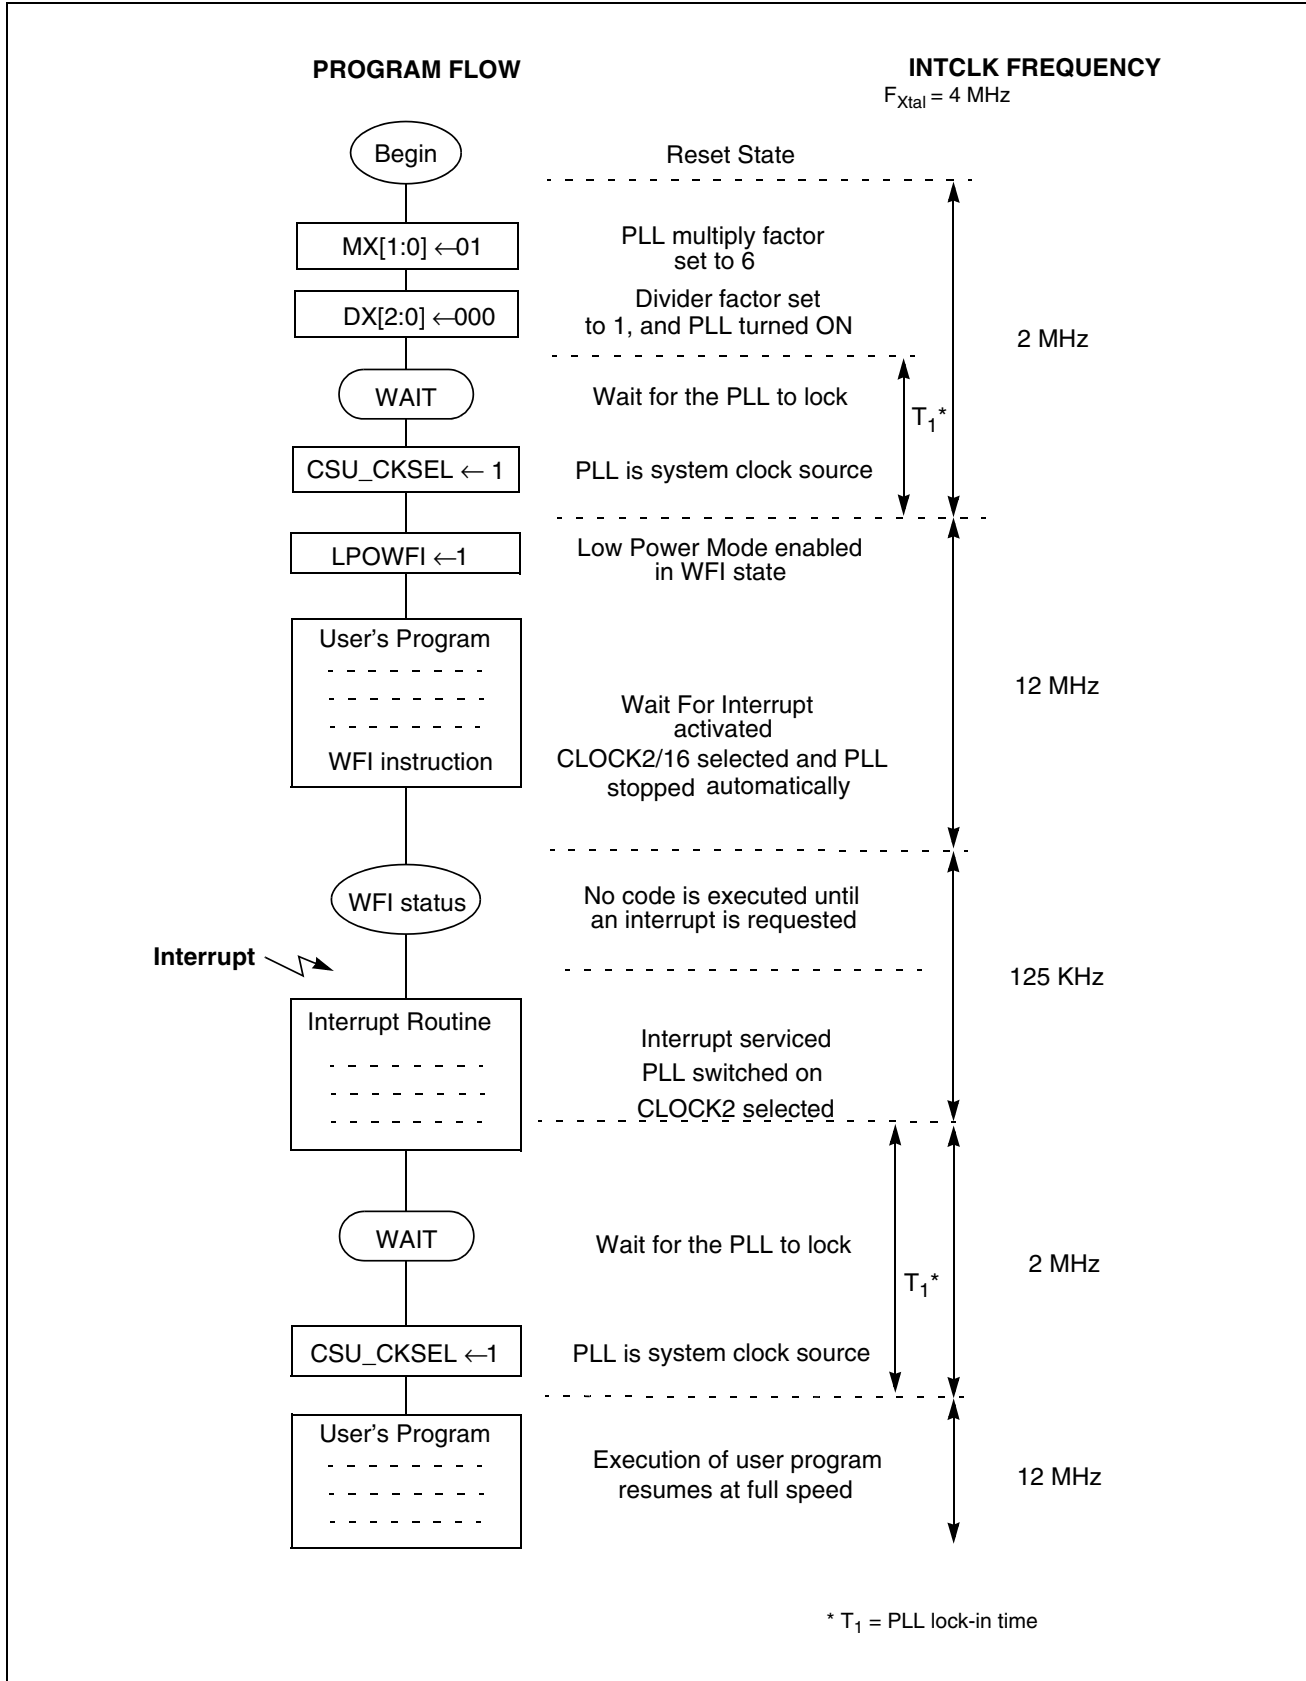 PROGRAM FLOW
INTCLK FREQUENCY
F_Xtal = 4 MHz
Begin
Reset State
MX[1:0] ←01
PLL multiply factor
set to 6
DX[2:0] ←000
Divider factor set
to 1, and PLL turned ON
2 MHz
WAIT
Wait for the PLL to lock
T1*
CSU_CKSEL ← 1
PLL is system clock source
LPOWFI ←1
Low Power Mode enabled
in WFI state
User's Program
WFI instruction
Wait For Interrupt
activated
CLOCK2/16 selected and PLL
stopped automatically
12 MHz
WFI status
No code is executed until
an interrupt is requested
Interrupt
125 KHz
Interrupt Routine
Interrupt serviced
PLL switched on
CLOCK2 selected
WAIT
Wait for the PLL to lock
T1*
2 MHz
CSU_CKSEL ←1
PLL is system clock source
User's Program
Execution of user program
resumes at full speed
12 MHz
* T1 = PLL lock-in time